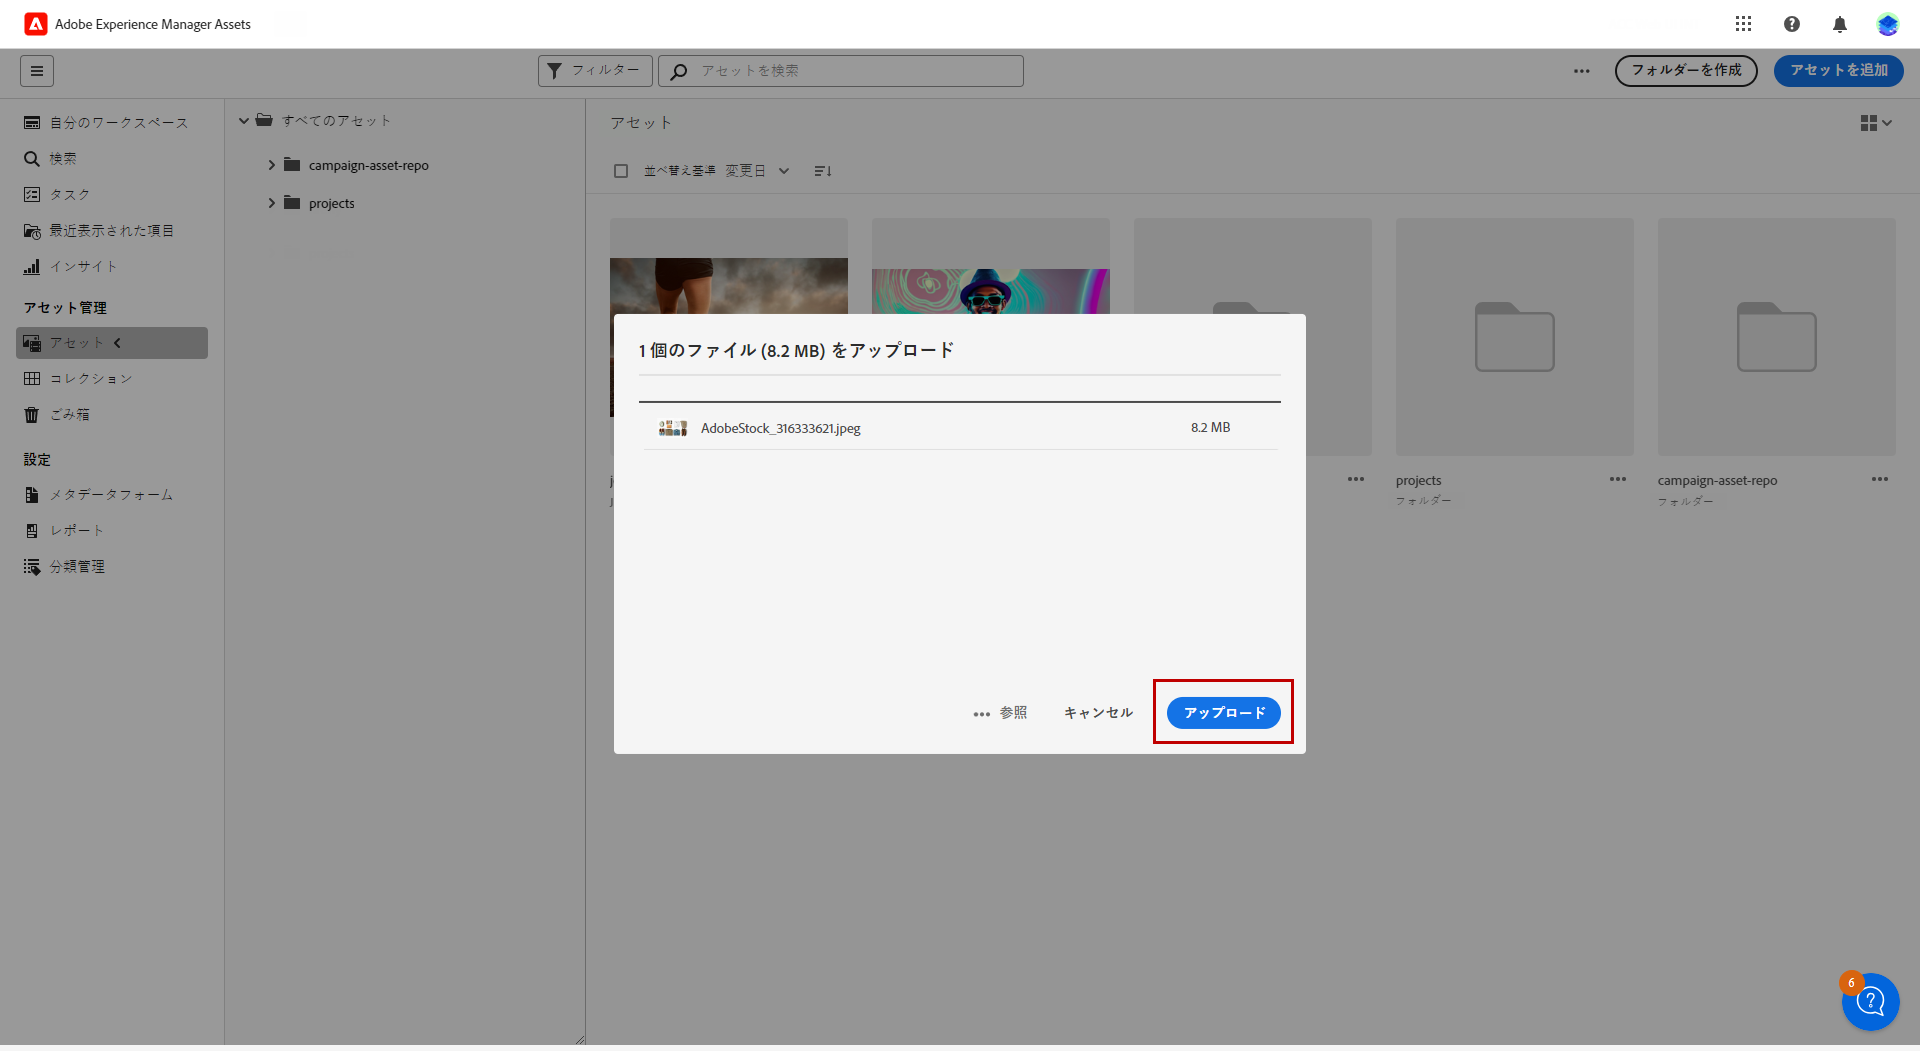 Adobe Experience Manager Assets
フィルター
アセットを検索
フォルダーを作成
アセットを追加
自分のワークスペース
検索
タスク
最近表示された項目
インサイト
アセット管理
アセット
コレクション
ごみ箱
設定
メタデータフォーム
レポート
分類管理
すべてのアセット
campaign-asset-repo
projects
アセット
並べ替え基準 変更日
1 個のファイル (8.2 MB) をアップロード
AdobeStock_316333621.jpeg
8.2 MB
参照
キャンセル
アップロード
projects
フォルダー
campaign-asset-repo
フォルダー
6